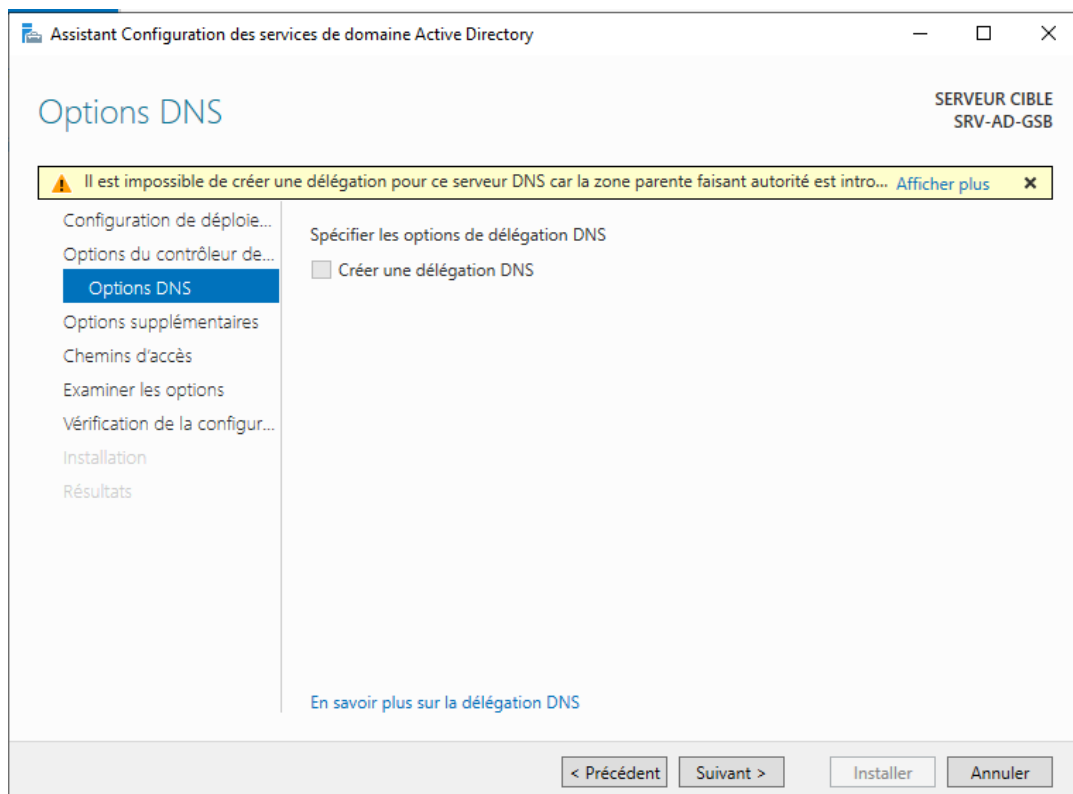 Assistant Configuration des services de domaine Active Directory
Options DNS
SERVEUR CIBLE
SRV-AD-GSB
Il est impossible de créer une délégation pour ce serveur DNS car la zone parente faisant autorité est intro... Afficher plus
Configuration de déploie...
Options du contrôleur de...
Options DNS
Options supplémentaires
Chemins d'accès
Examiner les options
Vérification de la configur...
Installation
Résultats
Spécifier les options de délégation DNS
Créer une délégation DNS
En savoir plus sur la délégation DNS
< Précédent Suivant > Installer Annuler